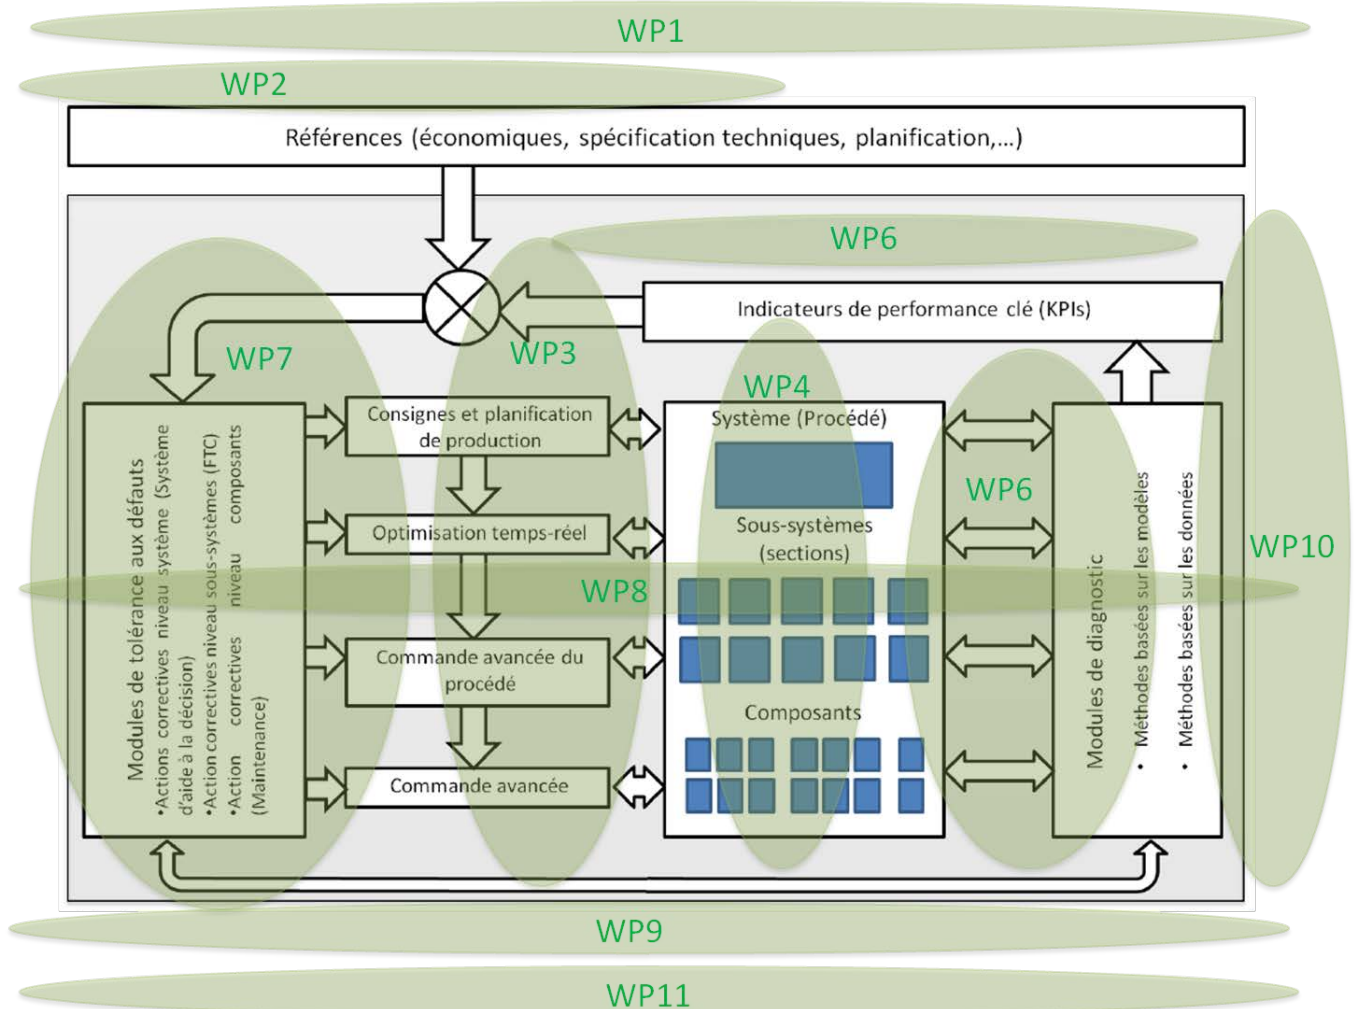 WP1
WP2
Références (économiques, spécification techniques, planification,...)
WP6
Indicateurs de performance clé (KPIs)
WP7
WP3
WP4
Consignes et planification
de production
Optimisation temps-réel
Commande avancée du
procédé
Commande avancée
Système (Procédé)
Sous-systèmes
(sections)
Composants
WP6
WP8
WP10
Modules de tolérance aux défauts
•Actions correctives niveau système (Système
d'aide à la décision)
•Action correctives niveau sous-systèmes (FTC)
•Action correctives niveau composants
(Maintenance)
Modules de diagnostic
• Méthodes basées sur les modèles
• Méthodes basées sur les données
WP9
WP11